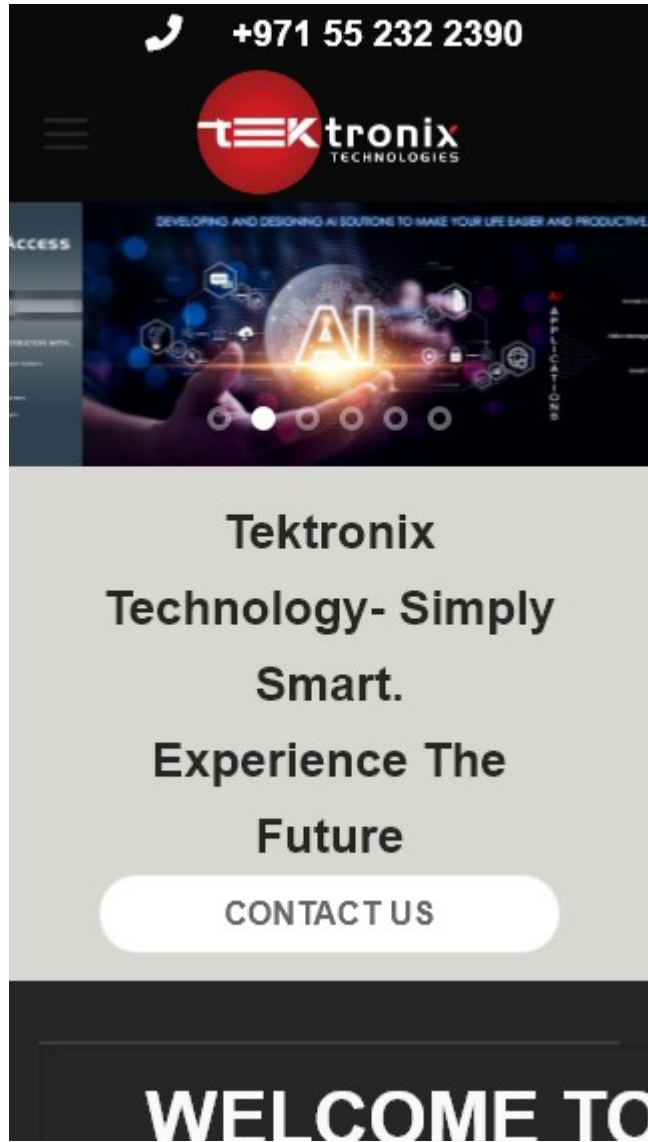 +971 55 232 2390
tEKtronix
TECHNOLOGIES
Access
DEVELOPING AND DESIGNING AI SOLUTIONS TO MAKE YOUR LIFE EASIER AND PRODUCTIVE.
AI
AI APPLICATIONS
Tektronix
Technology- Simply
Smart.
Experience The
Future
CONTACT US
WELCOME TO